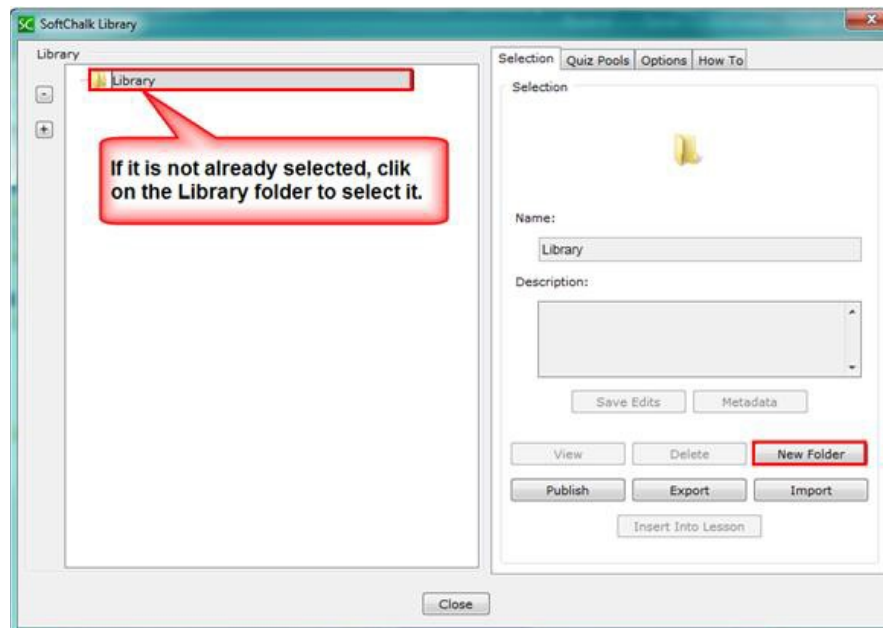 SC SoftChalk Library
Library
Selection Quiz Pools Options How To
Library
Selection
If it is not already selected, clik
on the Library folder to select it.
Name:
Library
Description:
Save Edits Metadata
View Delete New Folder
Publish Export Import
Insert Into Lesson
Close